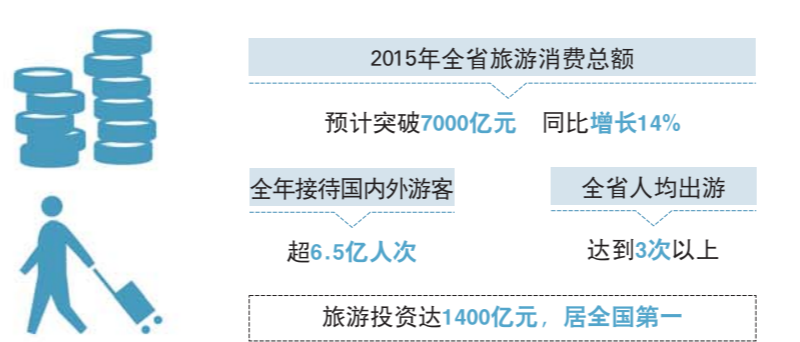 2015年全省旅游消费总额
预计突破7000亿元 同比增长14%
全年接待国内外游客 全省人均出游
超6.5亿人次 达到3次以上
旅游投资达1400亿元，居全国第一